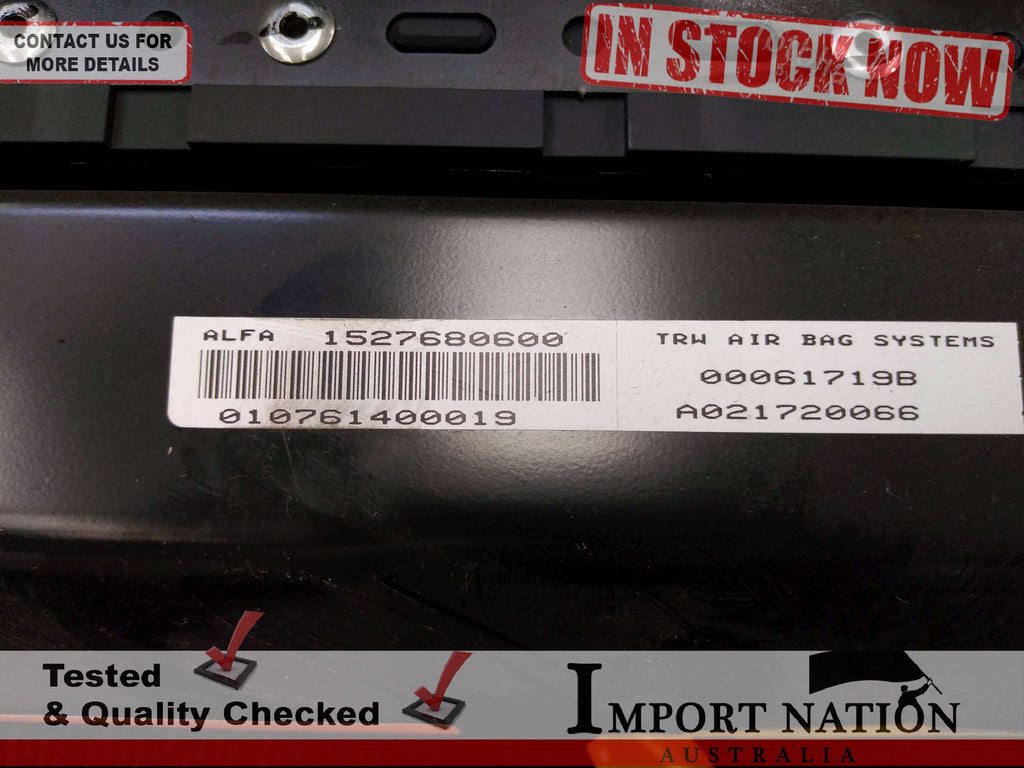 CONTACT US FOR
MORE DETAILS
IN STOCK NOW
ALFA 1527680600
010761400019
TRW AIR BAG SYSTEMS
00061719B
A021720066
Tested
& Quality Checked
IMPORT NATION
AUSTRALIA